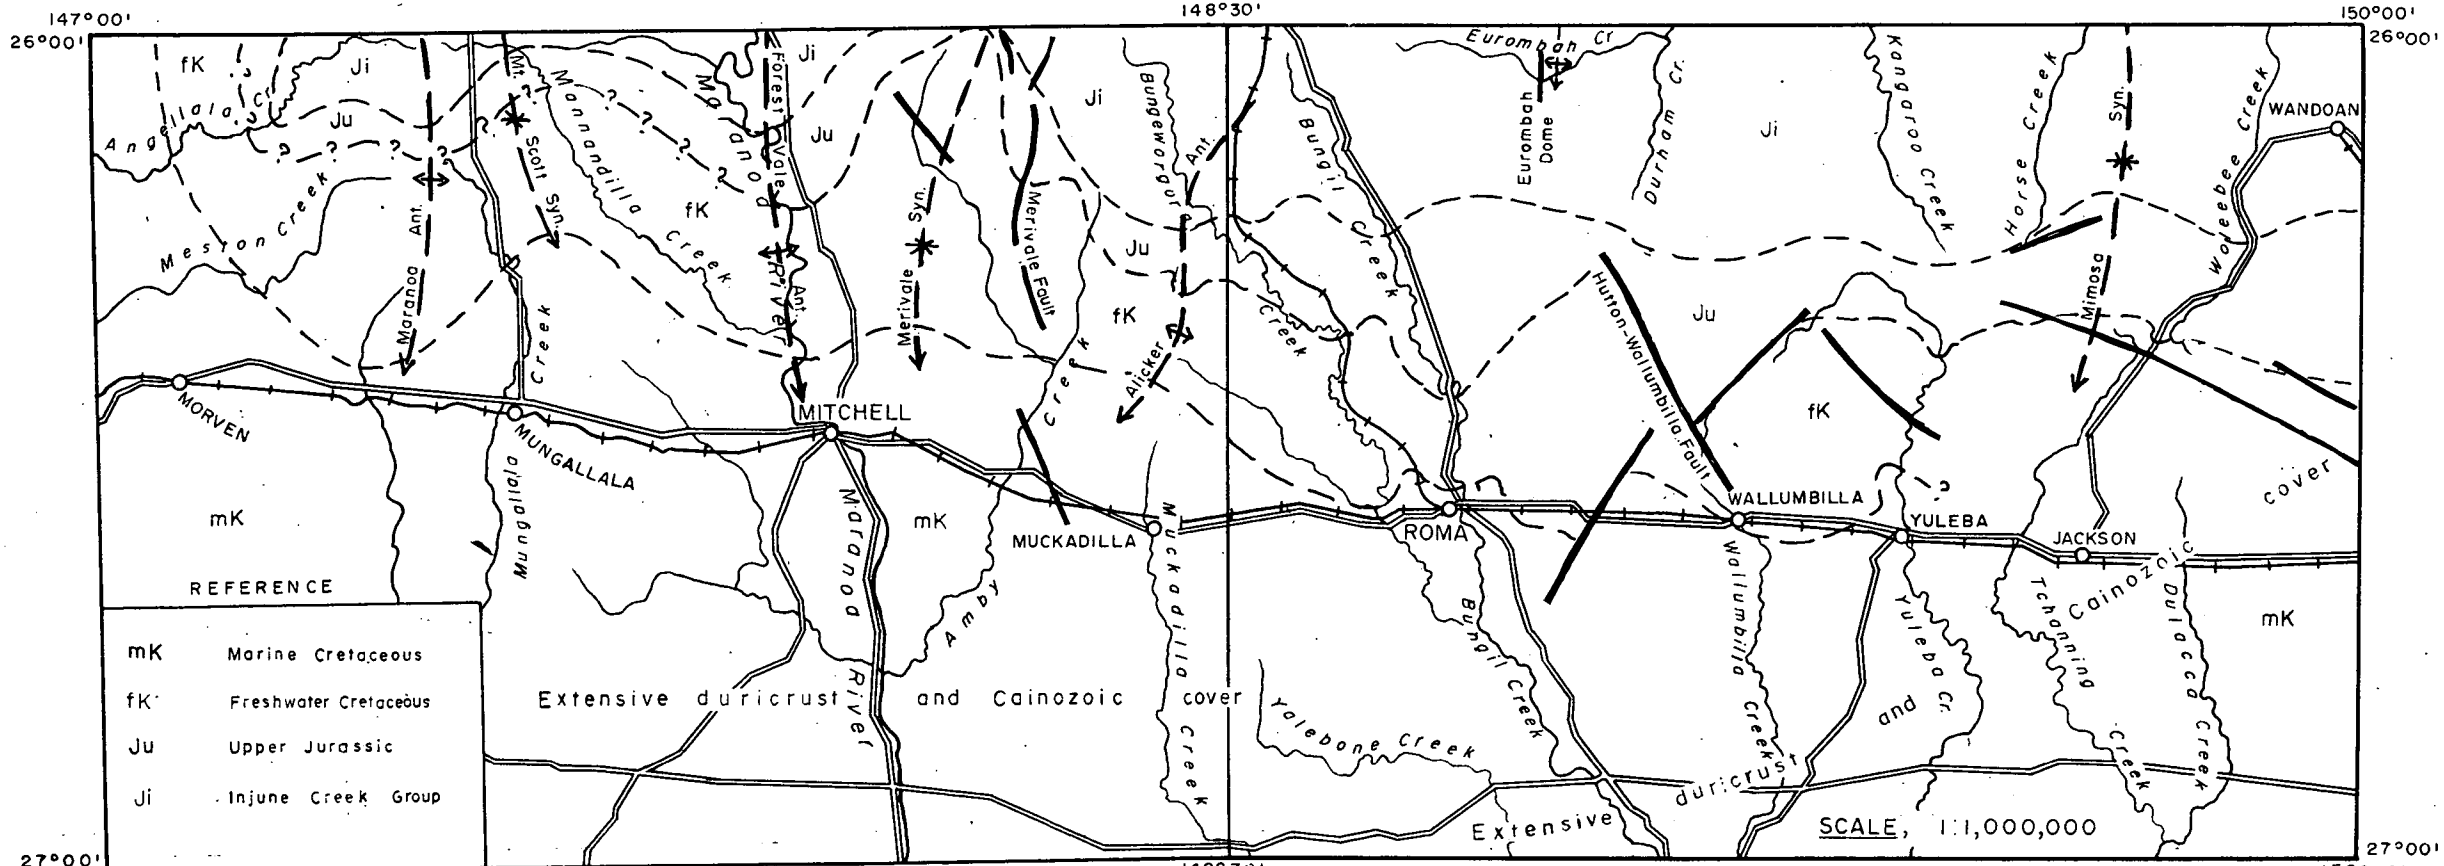 147°00'
148°30'
150°00'
26°00'
26°00'
fK
?
Ji
Mt. Scott Syn.
Forest Vale Ant.
Ji
Ji
Eurombah Cr
Eurombah Dome
Durham Cr.
Ji
Kangaroo Creek
Horse Creek
Syn.
Mimosa
WANDOAN
Angellala Cr
?
Ju
? ? ? ?
? ?
? ? ? ?
Mannandilla Creek
Maranoa River
Ju
Bungeworgorai Creek
Ant.
Alicker
Bungil Creek
Woleebee Creek
Meston Creek
Maranoa Ant.
fK
Merivale Syn.
Merivale Fault
Ju
fK
Hutton-Wallumbilla Fault
Ju
fK
Creek
Creek
MORVEN
MUNGALLALA
MITCHELL
cover
mK
Mungallala
Maranoa River
mK
MUCKADILLA
Muckadilla Creek
ROMA
WALLUMBILLA
?
YULEBA
JACKSON
Cainozoic
mK
Amby
Bungil Creek
Wallumbilla Creek
Yuleba Cr.
Tchanning Creek
Dulacca Creek
REFERENCE
mK Marine Cretaceous
fK Freshwater Cretaceous
Ju Upper Jurassic
Ji Injune Creek Group
Extensive duricrust and Cainozoic cover
Yalebone Creek
and
duricrust
Extensive
SCALE, 1:1,000,000
27°00'
27°00'